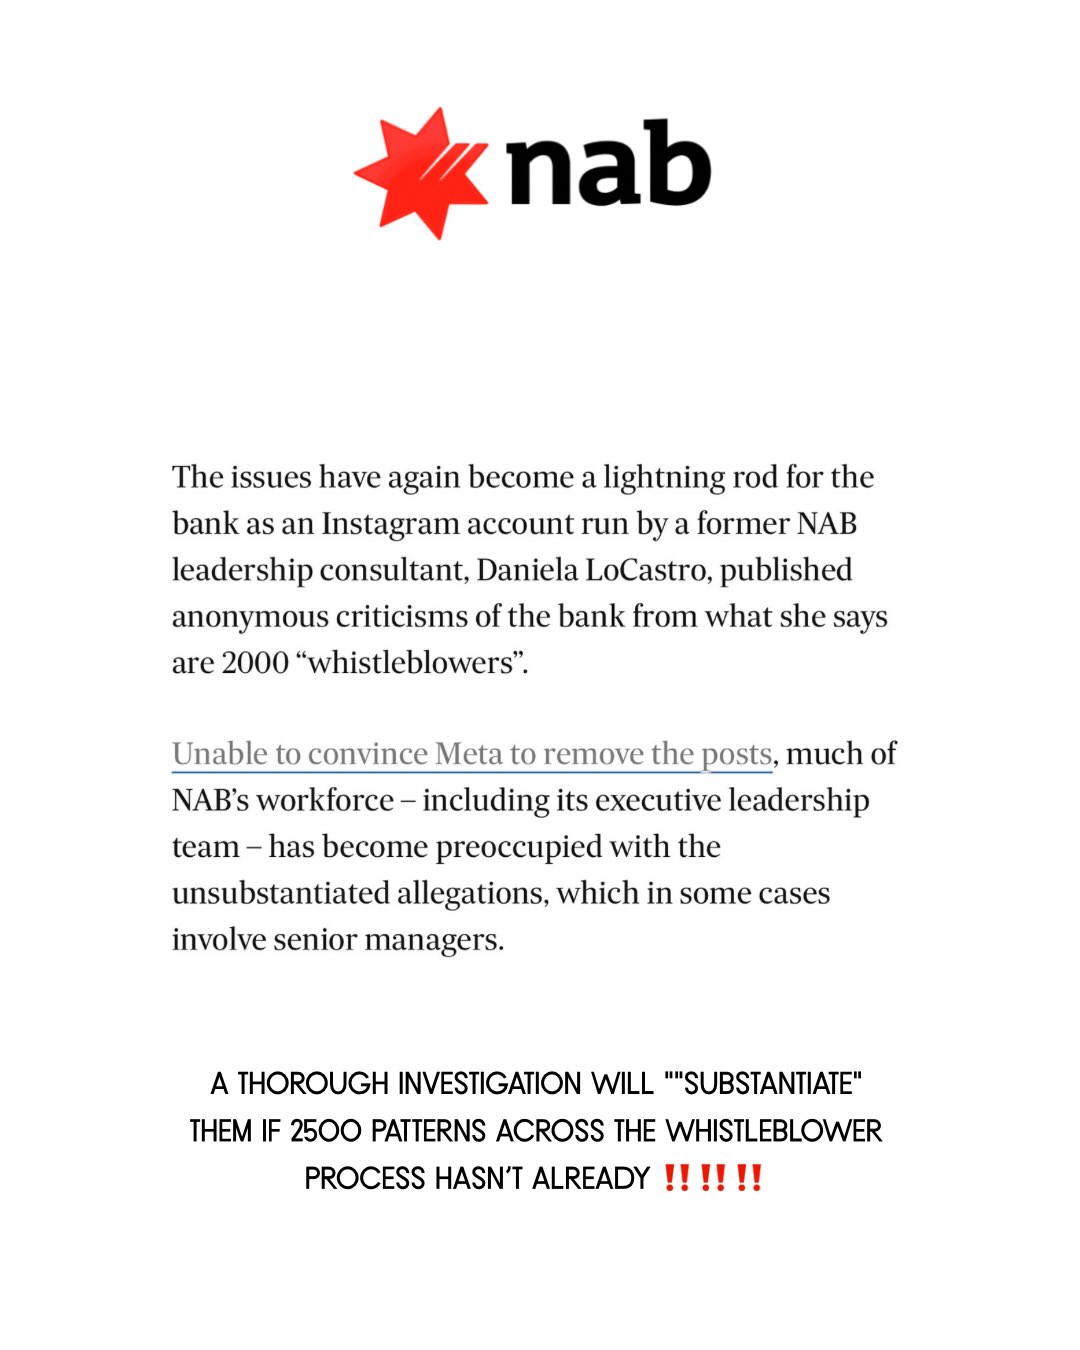 nab
The issues have again become a lightning rod for the
bank as an Instagram account run by a former NAB
leadership consultant, Daniela LoCastro, published
anonymous criticisms of the bank from what she says
are 2000 “whistleblowers”.
Unable to convince Meta to remove the posts, much of
NAB’s workforce – including its executive leadership
team – has become preoccupied with the
unsubstantiated allegations, which in some cases
involve senior managers.
A THOROUGH INVESTIGATION WILL ""SUBSTANTIATE"
THEM IF 2500 PATTERNS ACROSS THE WHISTLEBLOWER
PROCESS HASN’T ALREADY ‼️‼️‼️